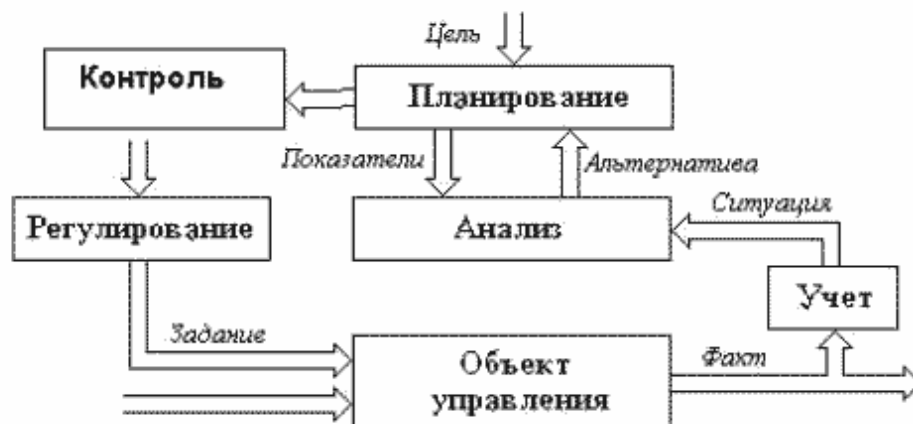 Цель
Контроль
Планирование
Показатели
Альтернатива
Ситуация
Регулирование
Анализ
Учет
Задание
Объект
управления
Факт